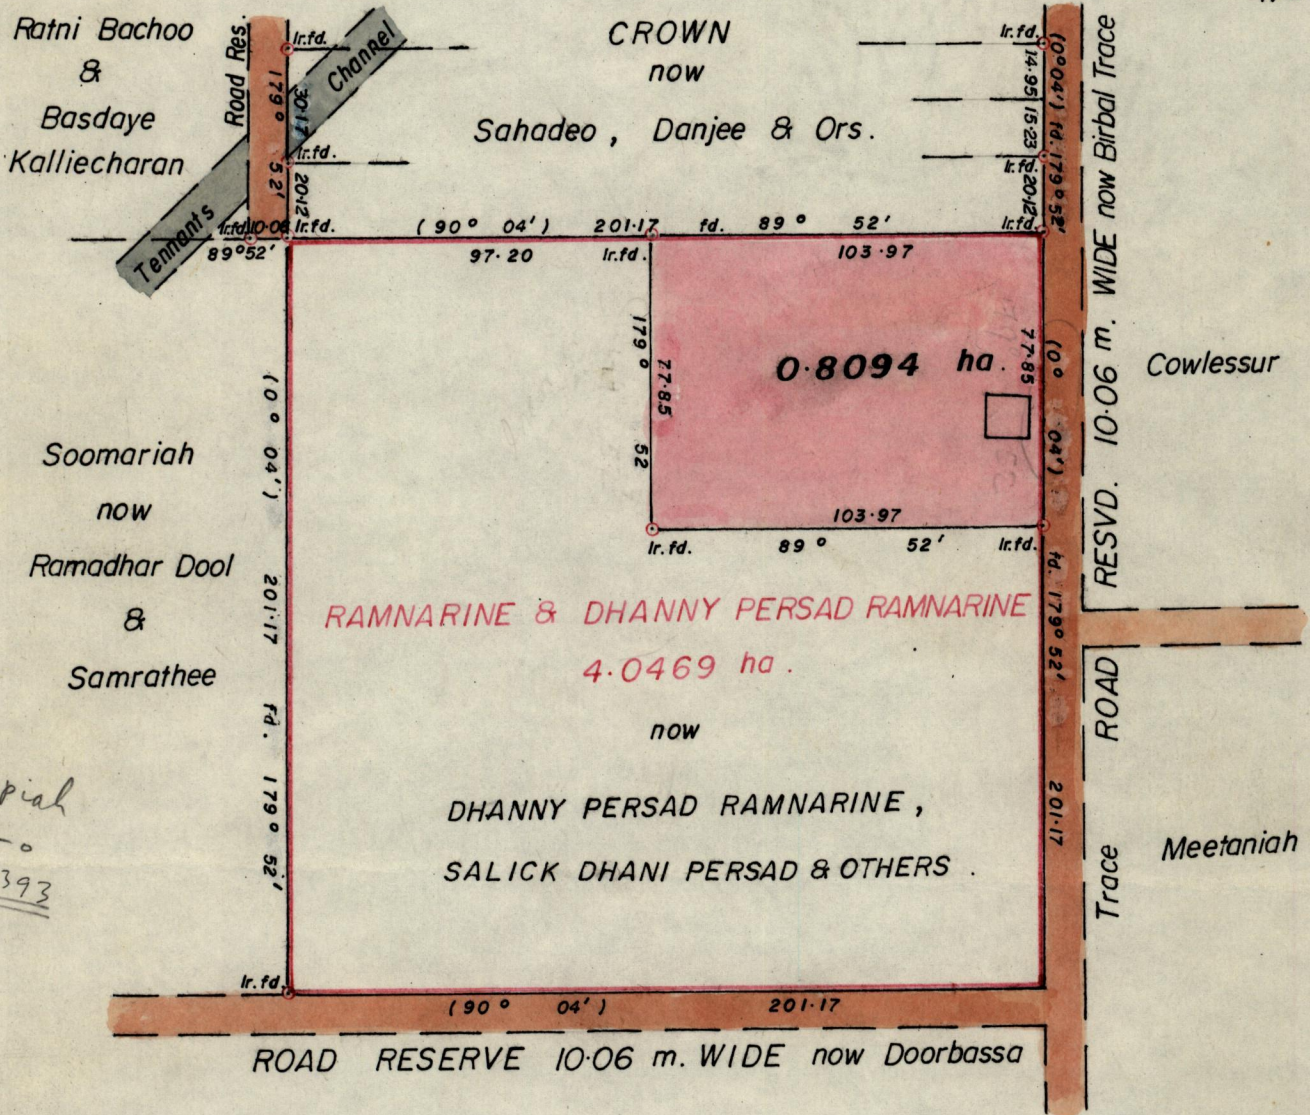 Ratni Bachoo
&
Basdaye
Kalliecharan
Road Res.
179° 52'
Ir.fd.
30·17
Channel
Ir.fd.
20·12
Tennants
Ir.fd.
10·06
Ir.fd.
89°52'
CROWN
now
Sahadeo, Danjee & Ors.
Ir.fd.
14·95
15·23
Ir.fd.
20·12
Ir.fd.
(0°04') fd. 179°52'
(90° 04') 201·17 fd. 89° 52'
97·20
Ir.fd.
103·97
RESVD. 10·06 m. WIDE now Birbal Trace
Cowlessur
179° 52
77·85
0·8094 ha.
77·85
(0° 04') fd. 179° 52' 201·17
103·97
Ir.fd.
89° 52'
Ir.fd.
Soomariah
now
Ramadhar Dool
&
Samrathee
(0° 04') 201·17 fd. 179° 52'
RAMNARINE & DHANNY PERSAD RAMNARINE
4·0469 ha.
now
DHANNY PERSAD RAMNARINE,
SALICK DHANI PERSAD & OTHERS.
ROAD
Trace
Meetaniah
393
Ir.fd.
(90° 04') 201·17
ROAD RESERVE 10·06 m. WIDE now Doorbassa